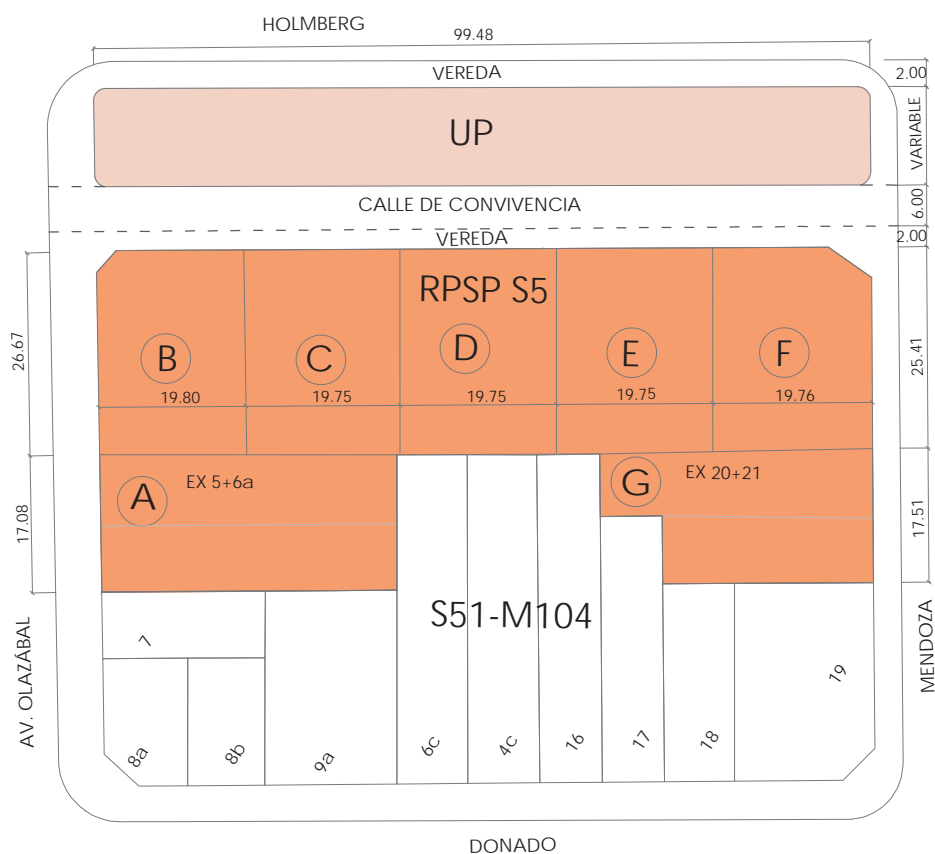 HOLMBERG
99.48
VEREDA
2.00
UP
VARIABLE
CALLE DE CONVIVENCIA
6.00
VEREDA
2.00
RPSP S5
26.67
B
C
D
E
F
25.41
19.80
19.75
19.75
19.75
19.76
A
EX 5+6a
G
EX 20+21
17.08
17.51
S51-M104
AV. OLAZÁBAL
MENDOZA
7
8a
8b
9a
6c
4c
16
17
18
19
DONADO